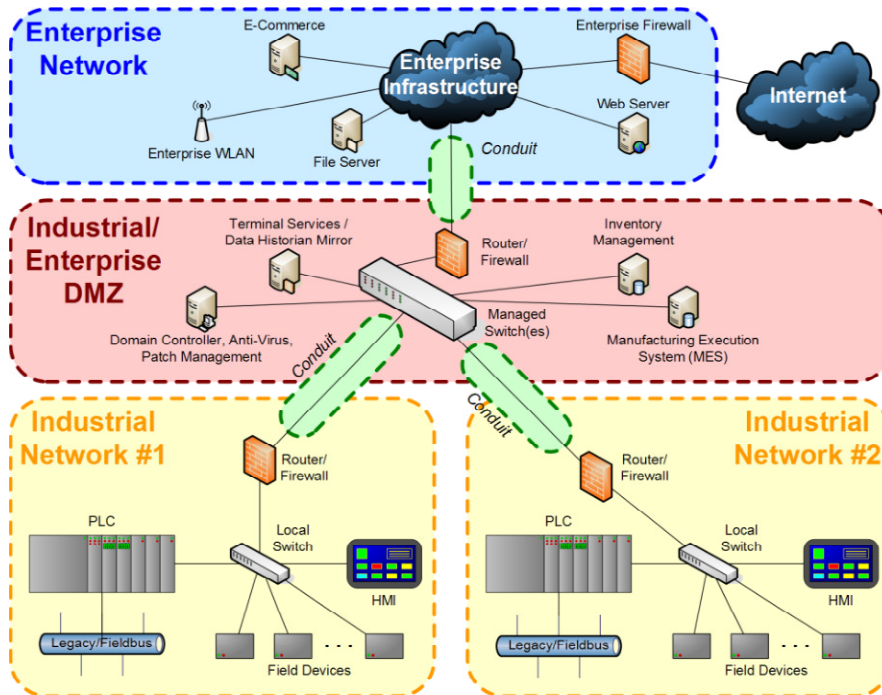 Enterprise
Network
E-Commerce
Enterprise
Infrastructure
Enterprise Firewall
Internet
Enterprise WLAN
File Server
Web Server
Conduit
Industrial/
Enterprise
DMZ
Terminal Services /
Data Historian Mirror
Router/
Firewall
Inventory
Management
Domain Controller, Anti-Virus,
Patch Management
Managed
Switch(es)
Manufacturing Execution
System (MES)
Conduit
Conduit
Industrial
Network #1
Router/
Firewall
PLC
Local
Switch
HMI
Legacy/Fieldbus
. . .
Field Devices
Industrial
Network #2
Router/
Firewall
PLC
Local
Switch
HMI
Legacy/Fieldbus
. . .
Field Devices